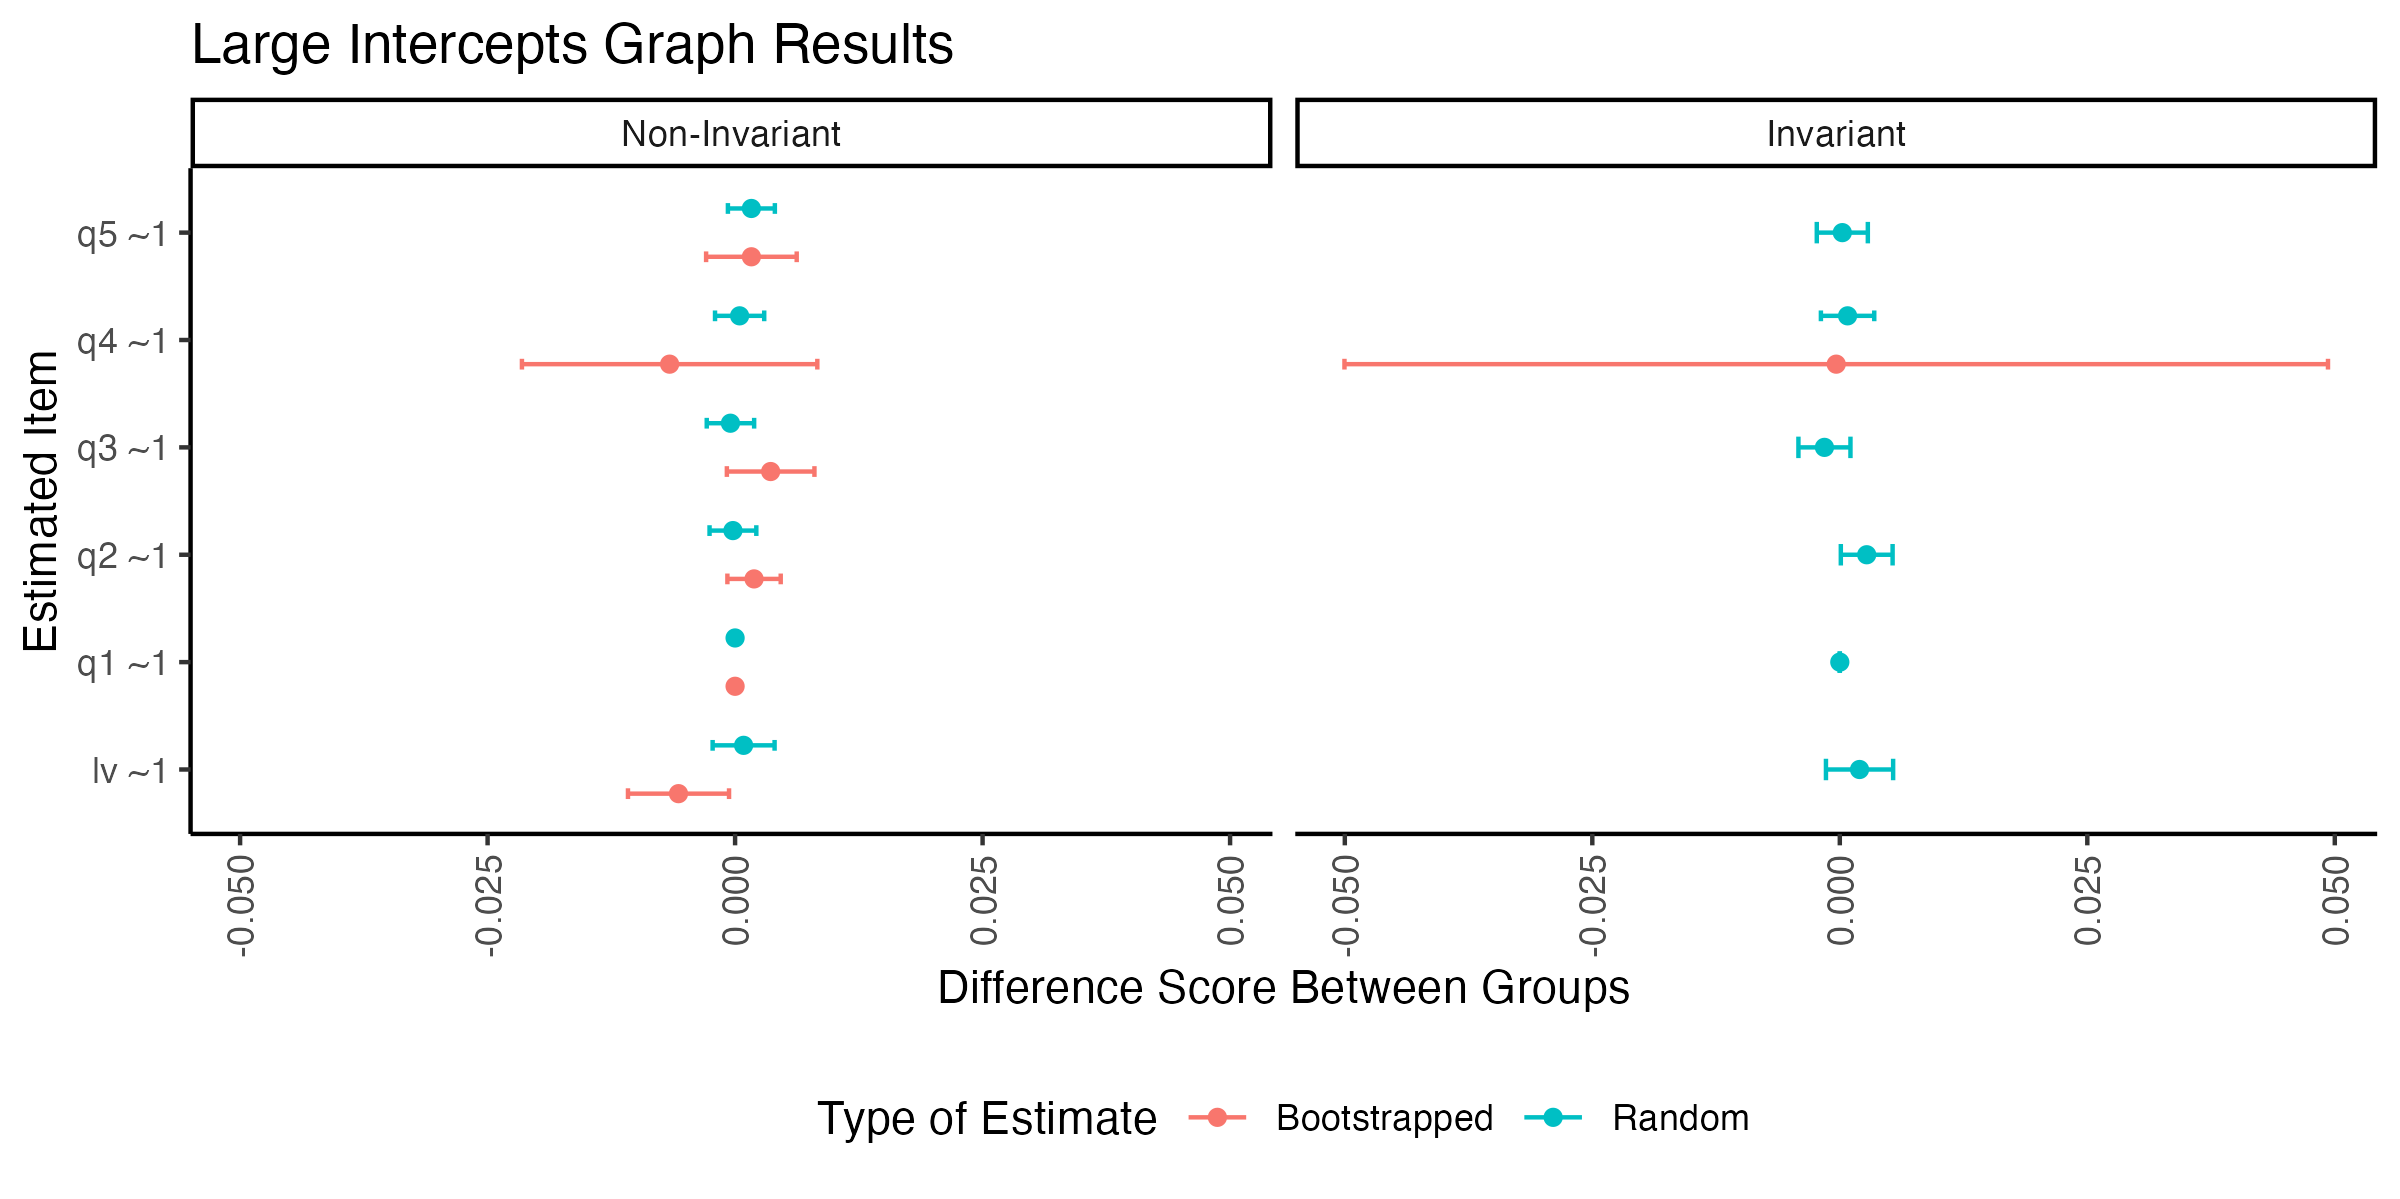 Large Intercepts Graph Results
Non-Invariant
Invariant
Estimated Item
q5 ~1
q4 ~1
q3 ~1
q2 ~1
q1 ~1
lv ~1
-0.050
-0.025
0.000
0.025
0.050
-0.050
-0.025
0.000
0.025
0.050
Difference Score Between Groups
Type of Estimate Bootstrapped Random